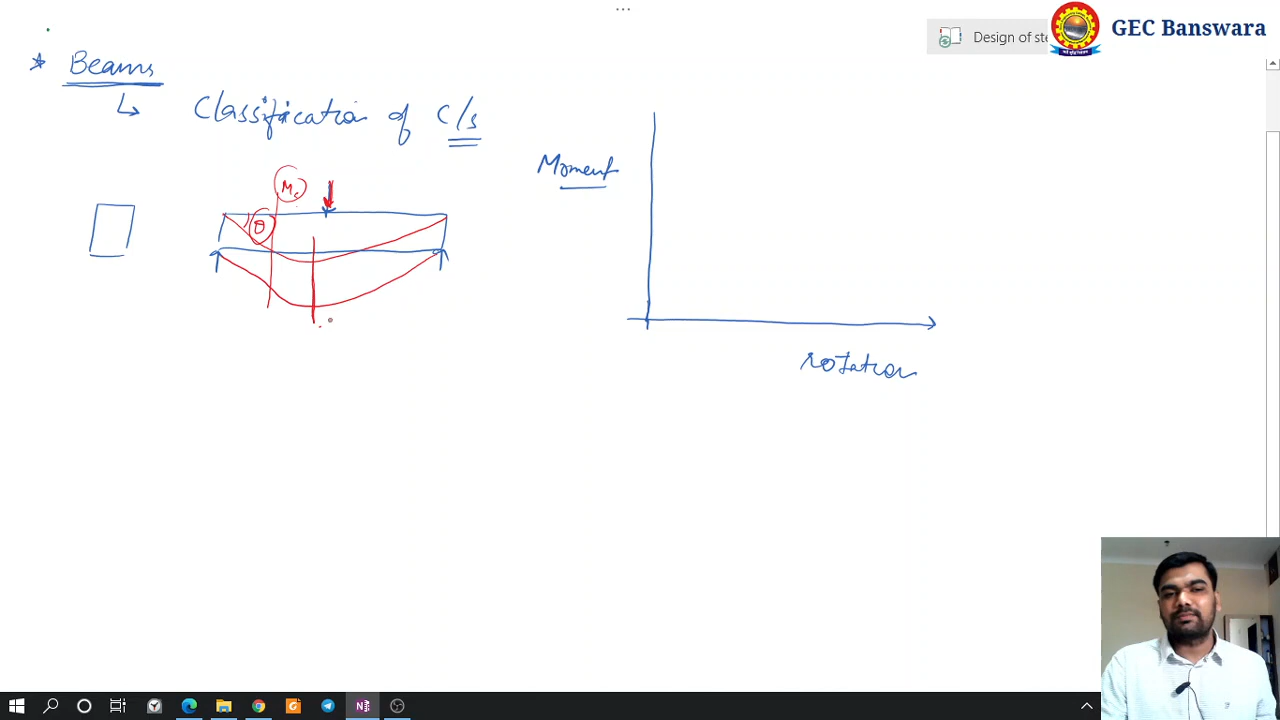 ...
Design of ste
GEC Banswara
* Beams
↳ Classification of C/s
Mc
θ
Moment
rotation